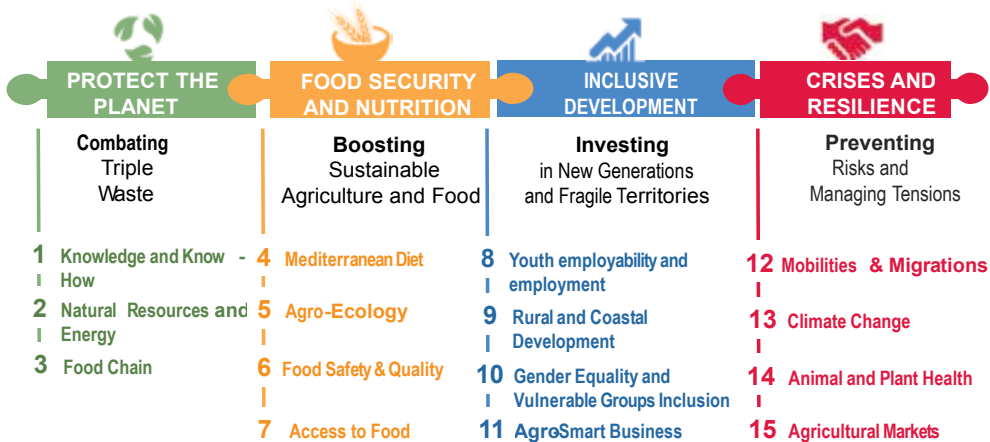 PROTECT THE
PLANET
Combating
Triple
Waste
1 Knowledge and Know -
How
2 Natural Resources and
Energy
3 Food Chain
FOOD SECURITY
AND NUTRITION
Boosting
Sustainable
Agriculture and Food
4 Mediterranean Diet
5 Agro-Ecology
6 Food Safety & Quality
7 Access to Food
INCLUSIVE
DEVELOPMENT
Investing
in New Generations
and Fragile Territories
8 Youth employability and
employment
9 Rural and Coastal
Development
10 Gender Equality and
Vulnerable Groups Inclusion
11 Agro-Smart Business
CRISES AND
RESILIENCE
Preventing
Risks and
Managing Tensions
12 Mobilities & Migrations
13 Climate Change
14 Animal and Plant Health
15 Agricultural Markets